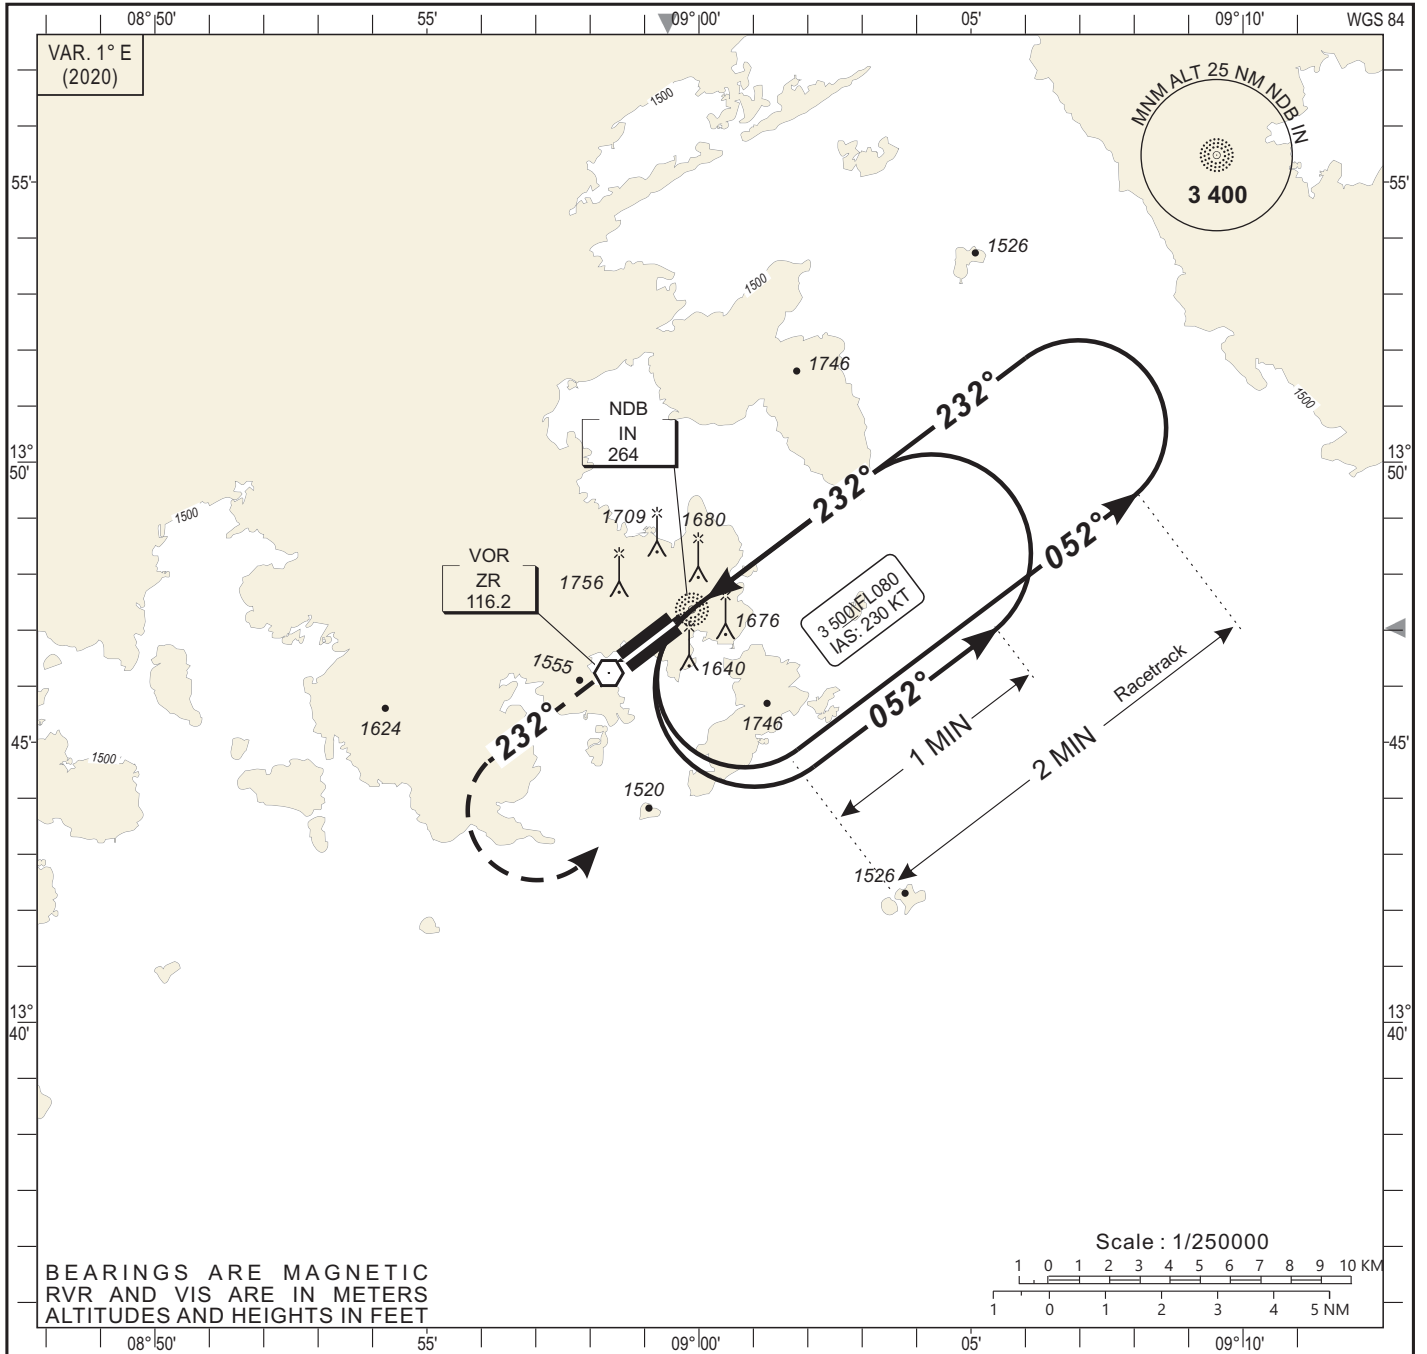 08°50'
55'
09°00'
05'
09°10'
WGS 84
VAR. 1° E
(2020)
MNM ALT 25 NM NDB IN
3 400
1500
55'
55'
1526
1500
1746
232°
1500
NDB
IN
264
13°
50'
13°
50'
232°
1500
1709
1680
052°
VOR
ZR
116.2
1756
3 500\FL080
IAS: 230 KT
1676
1555
1640
Racetrack
052°
1624
232°
1746
1 MIN
2 MIN
45'
45'
1500
1520
1526
13°
40'
13°
40'
Scale : 1/250000
1 0 1 2 3 4 5 6 7 8 9 10 KM
1 0 1 2 3 4 5 NM
BEARINGS ARE MAGNETIC
RVR AND VIS ARE IN METERS
ALTITUDES AND HEIGHTS IN FEET
08°50'
55'
09°00'
05'
09°10'